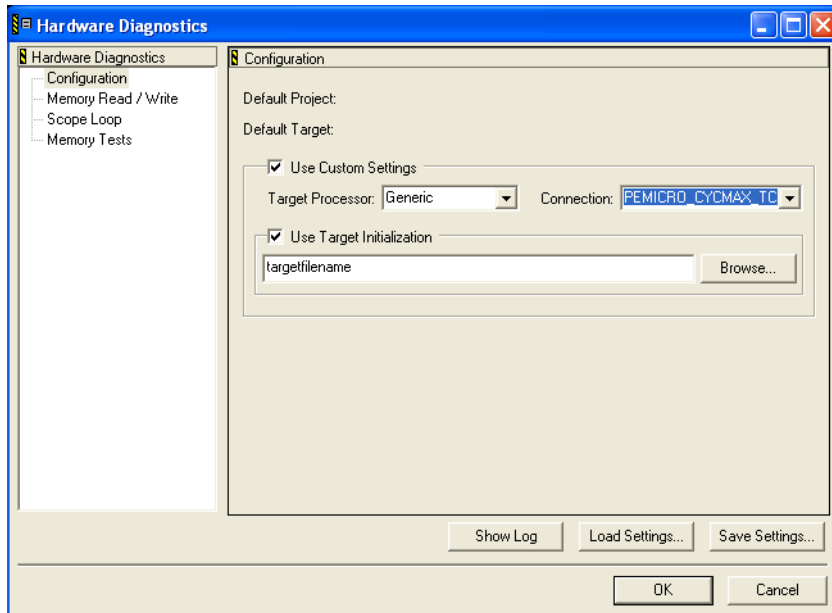 Hardware Diagnostics
Hardware Diagnostics
Configuration
Memory Read / Write
Scope Loop
Memory Tests
Configuration
Default Project:
Default Target:
Use Custom Settings
Target Processor: Generic Connection: PEMICRO_CYCMAX_TC
Use Target Initialization
targetfilename Browse...
Show Log Load Settings... Save Settings...
OK Cancel